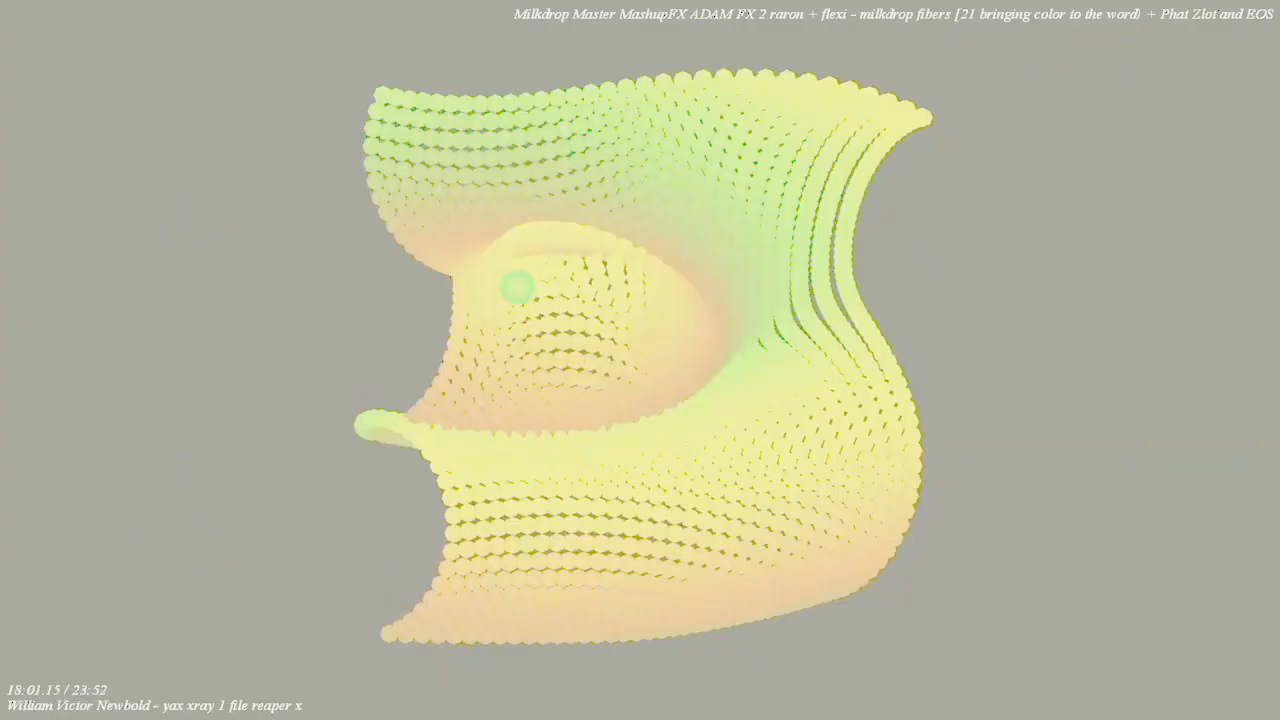 Milkdrop Master MashupFX ADAM FX 2 raron + flexi - milkdrop fibers [21 bringing color to the word) + Phat Zlot and EOS
18:01.15 / 23:52
William Victor Newbold - yax xray 1 file reaper x